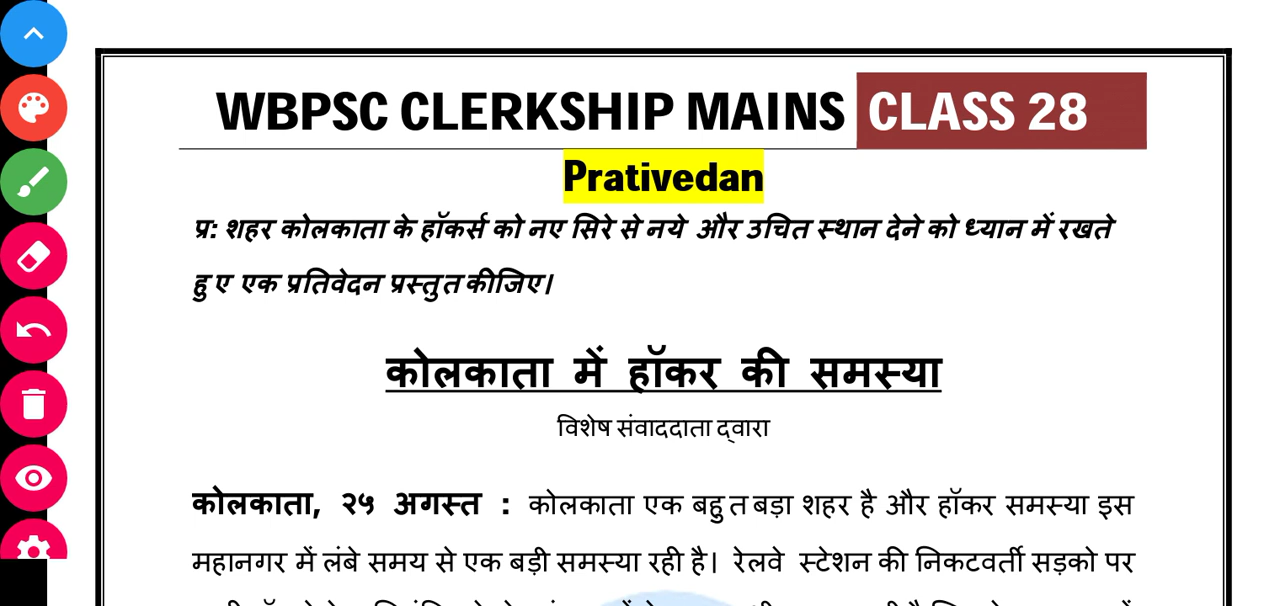 WBPSC CLERKSHIP MAINS CLASS 28
Prativedan
प्र: शहर कोलकाता के हॉकर्स को नए सिरे से नये और उचित स्थान देने को ध्यान में रखते
हुए एक प्रतिवेदन प्रस्तुत कीजिए।
कोलकाता में हॉकर की समस्या
विशेष संवाददाता द्वारा
कोलकाता, २५ अगस्त : कोलकाता एक बहुत बड़ा शहर है और हॉकर समस्या इस
महानगर में लंबे समय से एक बड़ी समस्या रही है। रेलवे स्टेशन की निकटवर्ती सड़को पर